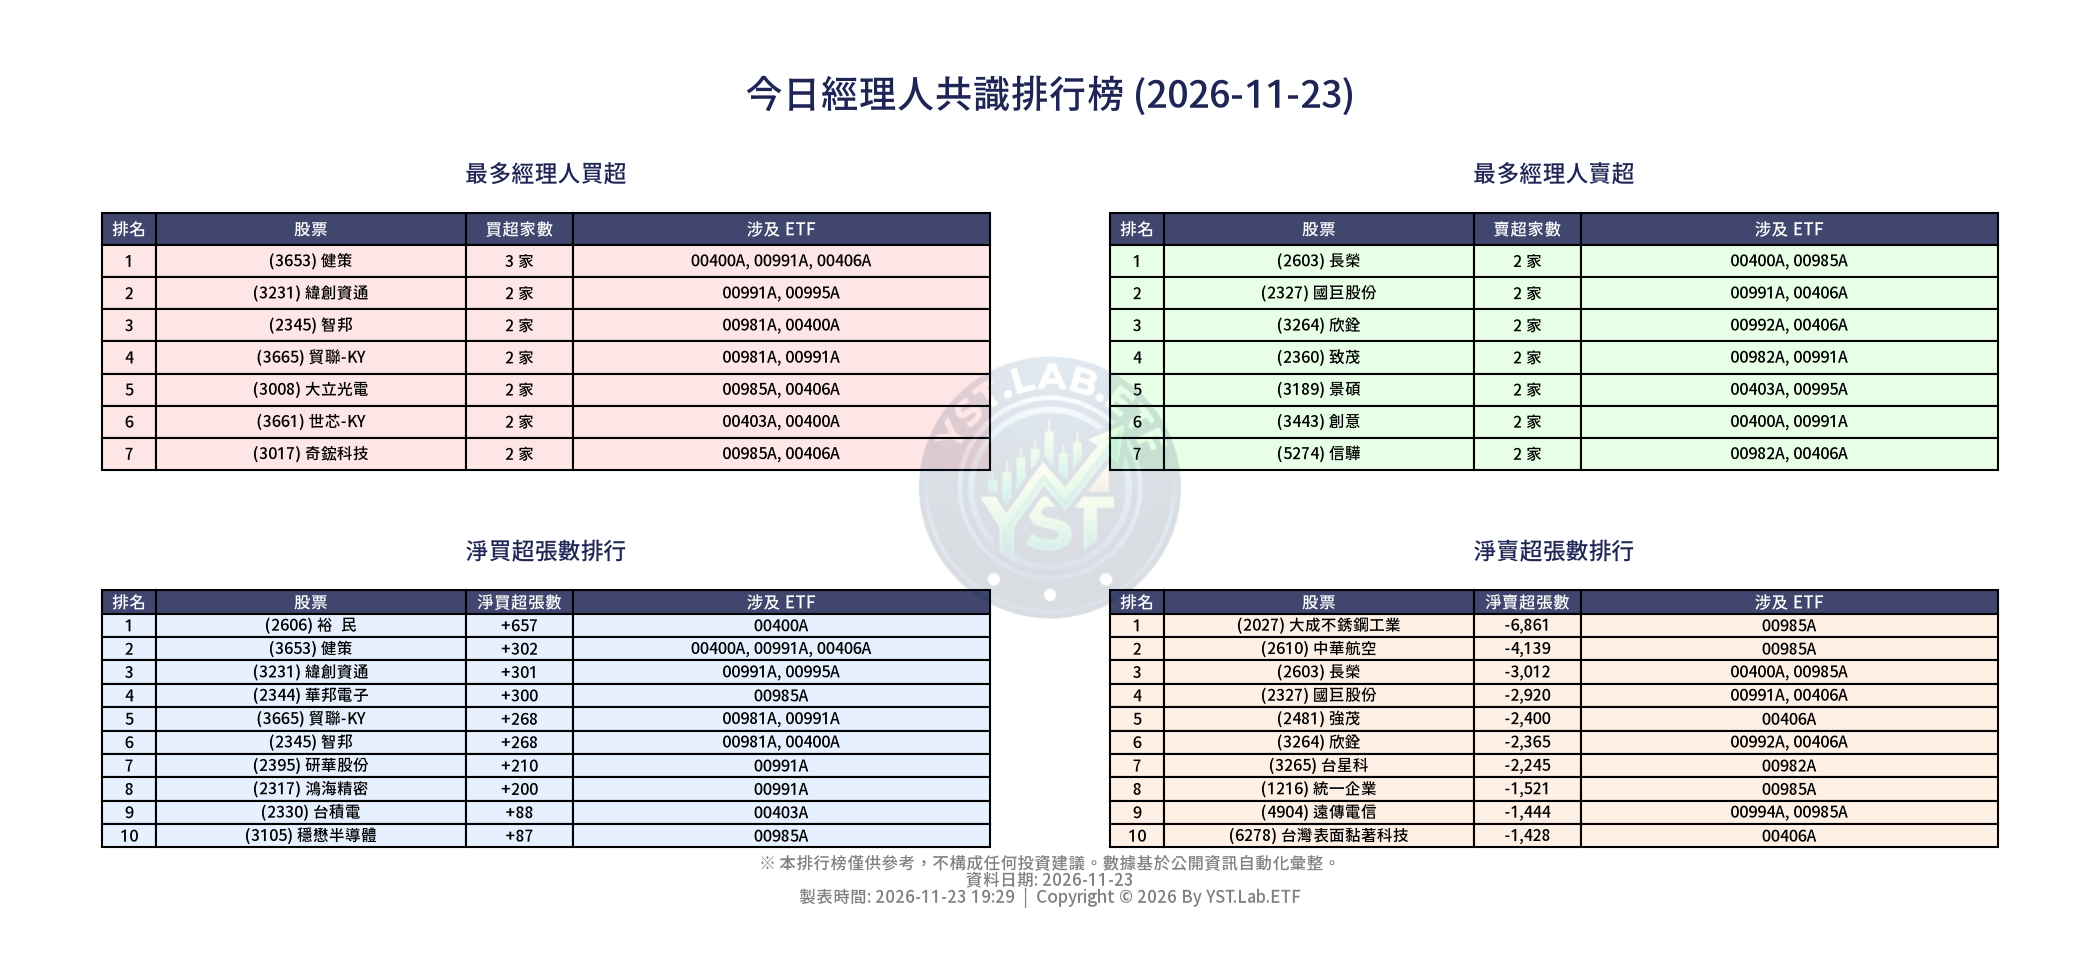 今日經理人共識排行榜 (2026-11-23)
最多經理人買超
排名 股票 買超家數 涉及 ETF
1 (3653) 健策 3 家 00400A, 00991A, 00406A
2 (3231) 緯創資通 2 家 00991A, 00995A
3 (2345) 智邦 2 家 00981A, 00400A
4 (3665) 貿聯-KY 2 家 00981A, 00991A
5 (3008) 大立光電 2 家 00985A, 00406A
6 (3661) 世芯-KY 2 家 00403A, 00400A
7 (3017) 奇鋐科技 2 家 00985A, 00406A
最多經理人賣超
排名 股票 賣超家數 涉及 ETF
1 (2603) 長榮 2 家 00400A, 00985A
2 (2327) 國巨股份 2 家 00991A, 00406A
3 (3264) 欣銓 2 家 00992A, 00406A
4 (2360) 致茂 2 家 00982A, 00991A
5 (3189) 景碩 2 家 00403A, 00995A
6 (3443) 創意 2 家 00400A, 00991A
7 (5274) 信驊 2 家 00982A, 00406A
YST.LAB.ETF
YST
淨買超張數排行
排名 股票 淨買超張數 涉及 ETF
1 (2606) 裕 民 +657 00400A
2 (3653) 健策 +302 00400A, 00991A, 00406A
3 (3231) 緯創資通 +301 00991A, 00995A
4 (2344) 華邦電子 +300 00985A
5 (3665) 貿聯-KY +268 00981A, 00991A
6 (2345) 智邦 +268 00981A, 00400A
7 (2395) 研華股份 +210 00991A
8 (2317) 鴻海精密 +200 00991A
9 (2330) 台積電 +88 00403A
10 (3105) 穩懋半導體 +87 00985A
淨賣超張數排行
排名 股票 淨賣超張數 涉及 ETF
1 (2027) 大成不銹鋼工業 -6,861 00985A
2 (2610) 中華航空 -4,139 00985A
3 (2603) 長榮 -3,012 00400A, 00985A
4 (2327) 國巨股份 -2,920 00991A, 00406A
5 (2481) 強茂 -2,400 00406A
6 (3264) 欣銓 -2,365 00992A, 00406A
7 (3265) 台星科 -2,245 00982A
8 (1216) 統一企業 -1,521 00985A
9 (4904) 遠傳電信 -1,444 00994A, 00985A
10 (6278) 台灣表面黏著科技 -1,428 00406A
※ 本排行榜僅供參考，不構成任何投資建議。數據基於公開資訊自動化彙整。
資料日期: 2026-11-23
製表時間: 2026-11-23 19:29 │ Copyright © 2026 By YST.Lab.ETF